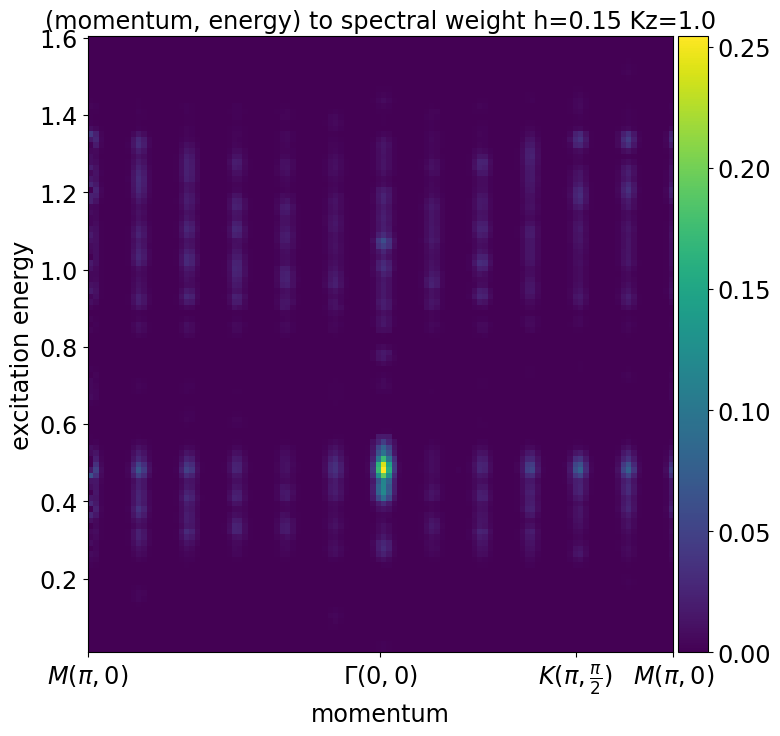 (momentum, energy) to spectral weight h=0.15 Kz=1.0
excitation energy
1.6
1.4
1.2
1.0
0.8
0.6
0.4
0.2
0.25
0.20
0.15
0.10
0.05
0.00
M(π, 0)
Γ(0, 0)
K(π, π/2)
M(π, 0)
momentum